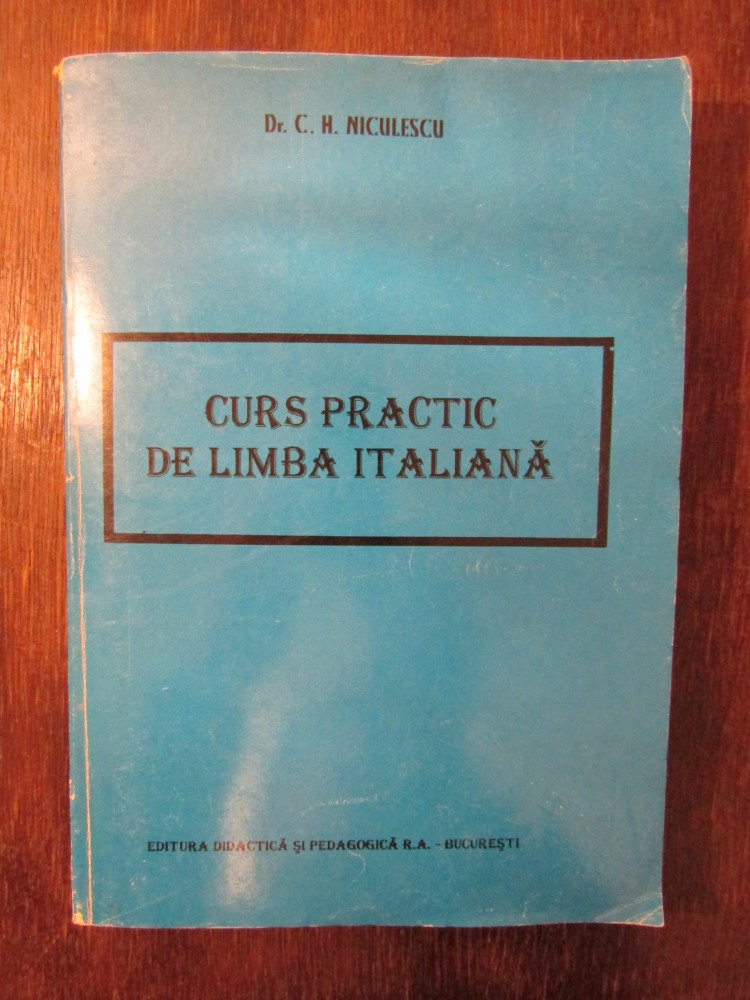 Dr. C. H. NICULESCU
CURS PRACTIC
DE LIMBA ITALIANĂ
EDITURA DIDACTICĂ ŞI PEDAGOGICĂ R.A. - BUCUREŞTI